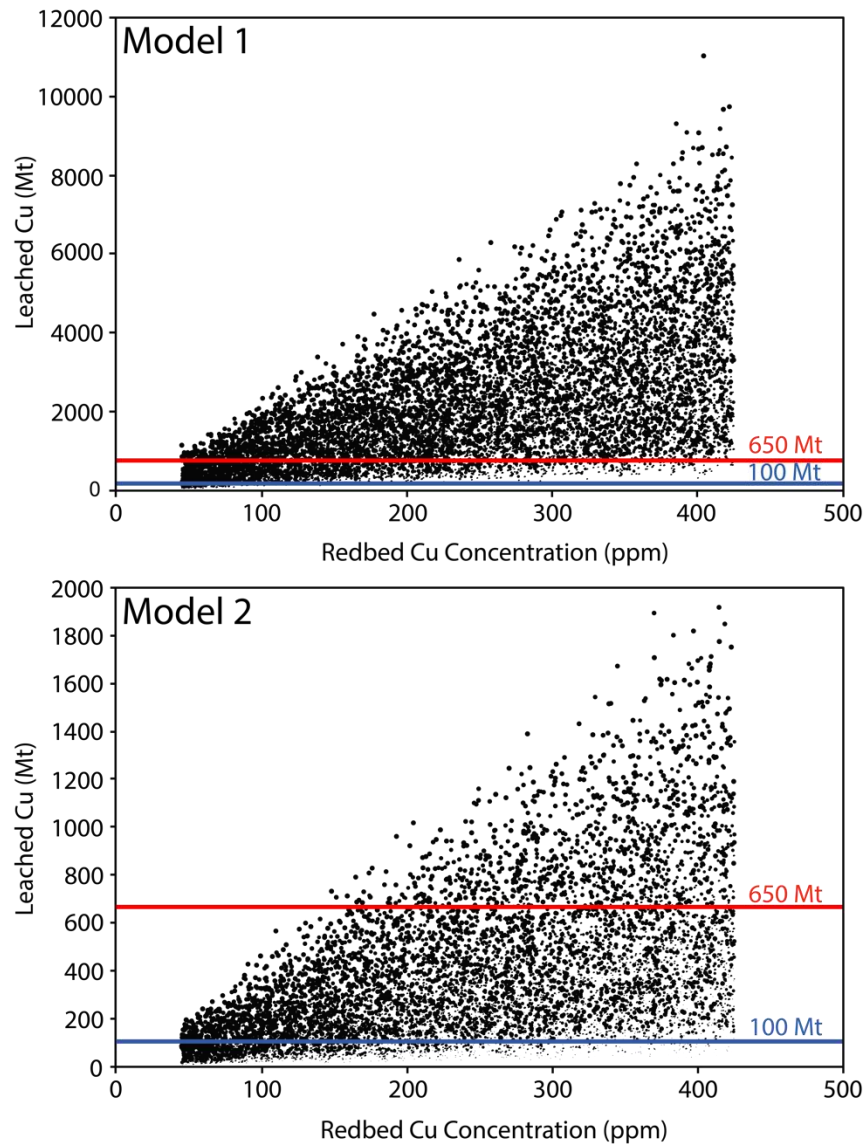 Model 1
12000
10000
8000
6000
4000
2000
0
Leached Cu (Mt)
650 Mt
100 Mt
0 100 200 300 400 500
Redbed Cu Concentration (ppm)
Model 2
2000
1800
1600
1400
1200
1000
800
600
400
200
0
Leached Cu (Mt)
650 Mt
100 Mt
0 100 200 300 400 500
Redbed Cu Concentration (ppm)